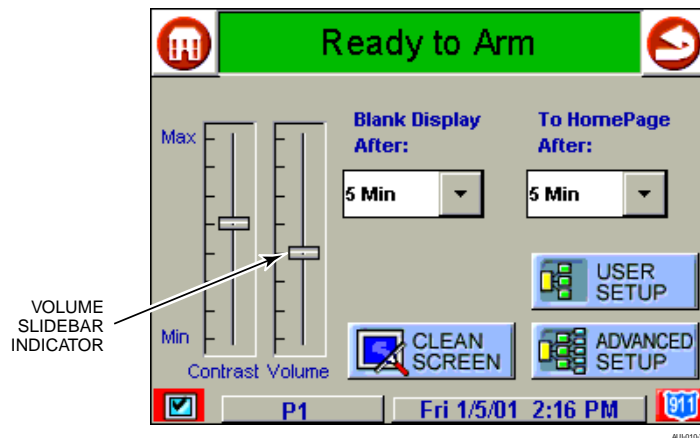 Ready to Arm
Blank Display
After:
To HomePage
After:
Max
5 Min
5 Min
VOLUME
SLIDEBAR
INDICATOR
Min
Contrast Volume
USER
SETUP
CLEAN
SCREEN
ADVANCED
SETUP
P1
Fri 1/5/01 2:16 PM
911